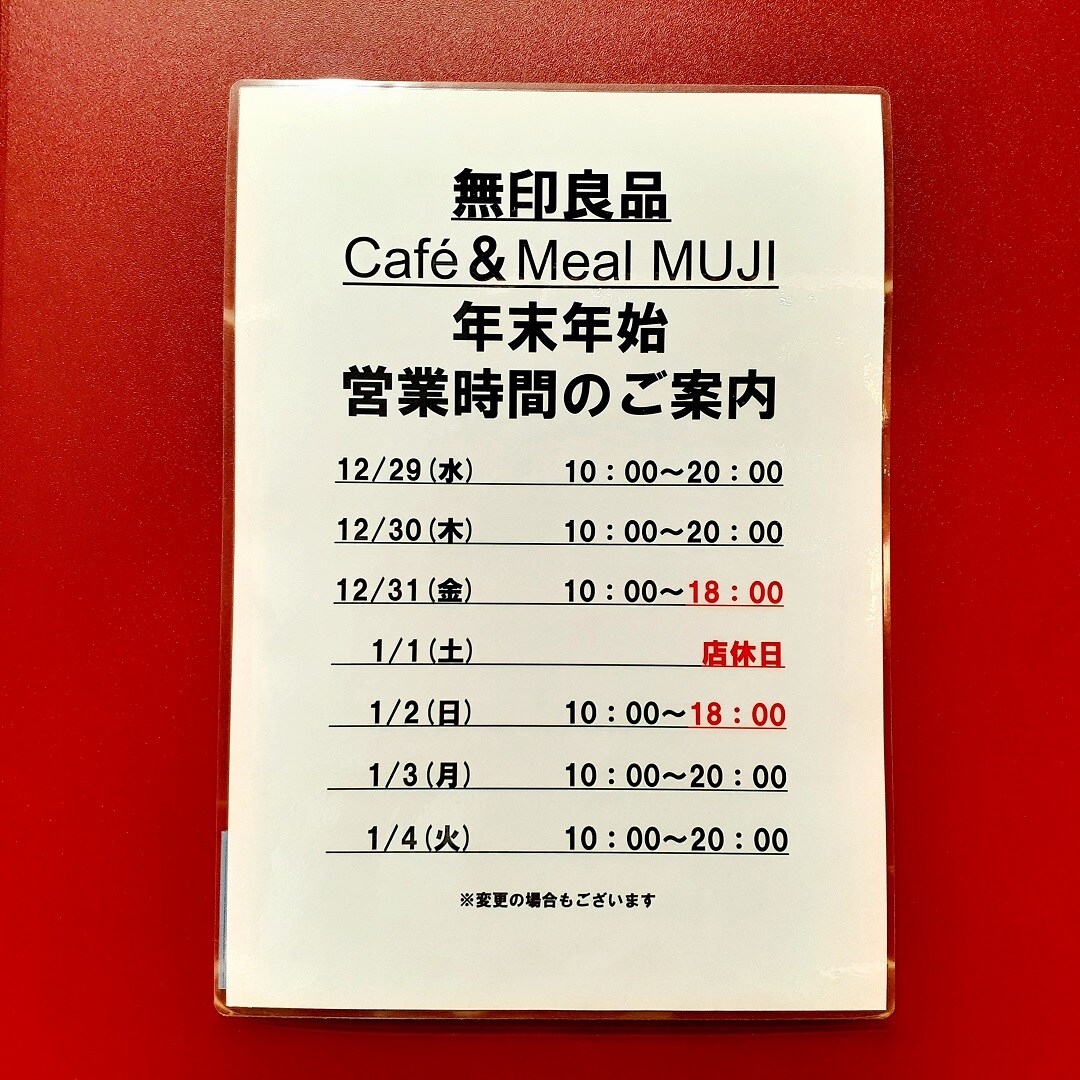 無印良品
Café＆Meal MUJI
年末年始
営業時間のご案内
12/29(水) 10：00～20：00
12/30(木) 10：00～20：00
12/31(金) 10：00～18：00
1/1(土) 店休日
1/2(日) 10：00～18：00
1/3(月) 10：00～20：00
1/4(火) 10：00～20：00
※変更の場合もございます